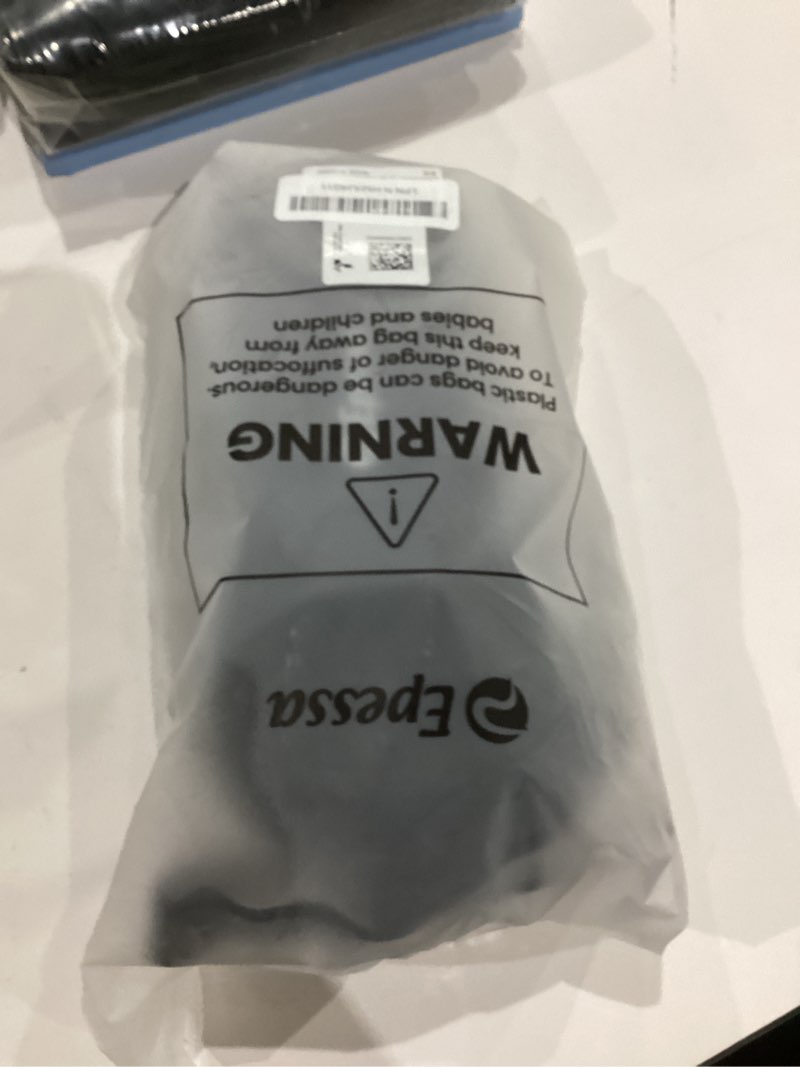 Epessa
WARNING
Plastic bags can be dangerous.
To avoid danger of suffocation,
keep this bag away from
babies and children